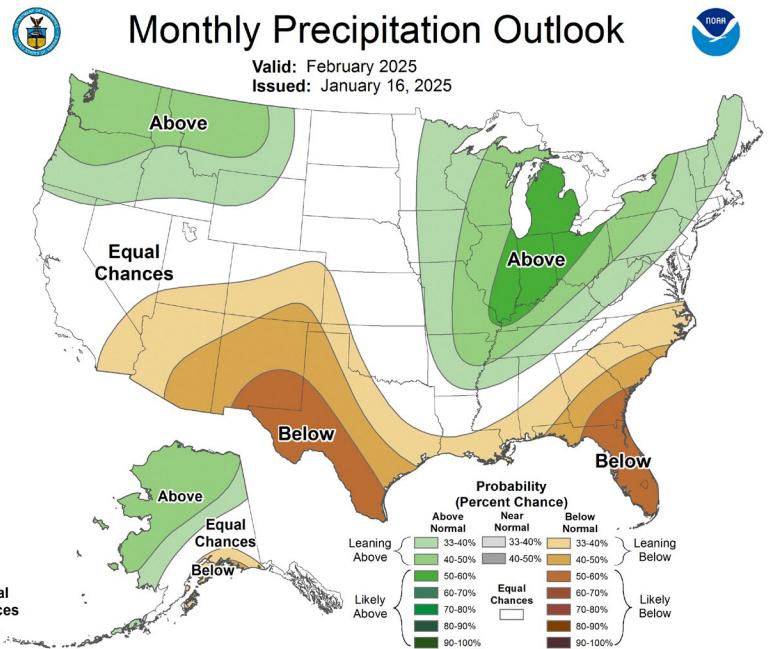 Monthly Precipitation Outlook
NOAA
Valid: February 2025
Issued: January 16, 2025
Above
Equal
Chances
Above
Below
Below
Above
Equal
Chances
Below
al
ces
Probability
(Percent Chance)
Above
Normal
Near
Normal
Below
Normal
Leaning
Above
33-40%
33-40%
33-40%
Leaning
Below
40-50%
40-50%
40-50%
Likely
Above
50-60%
50-60%
Likely
Below
60-70%
60-70%
70-80%
70-80%
80-90%
80-90%
90-100%
90-100%
Equal
Chances